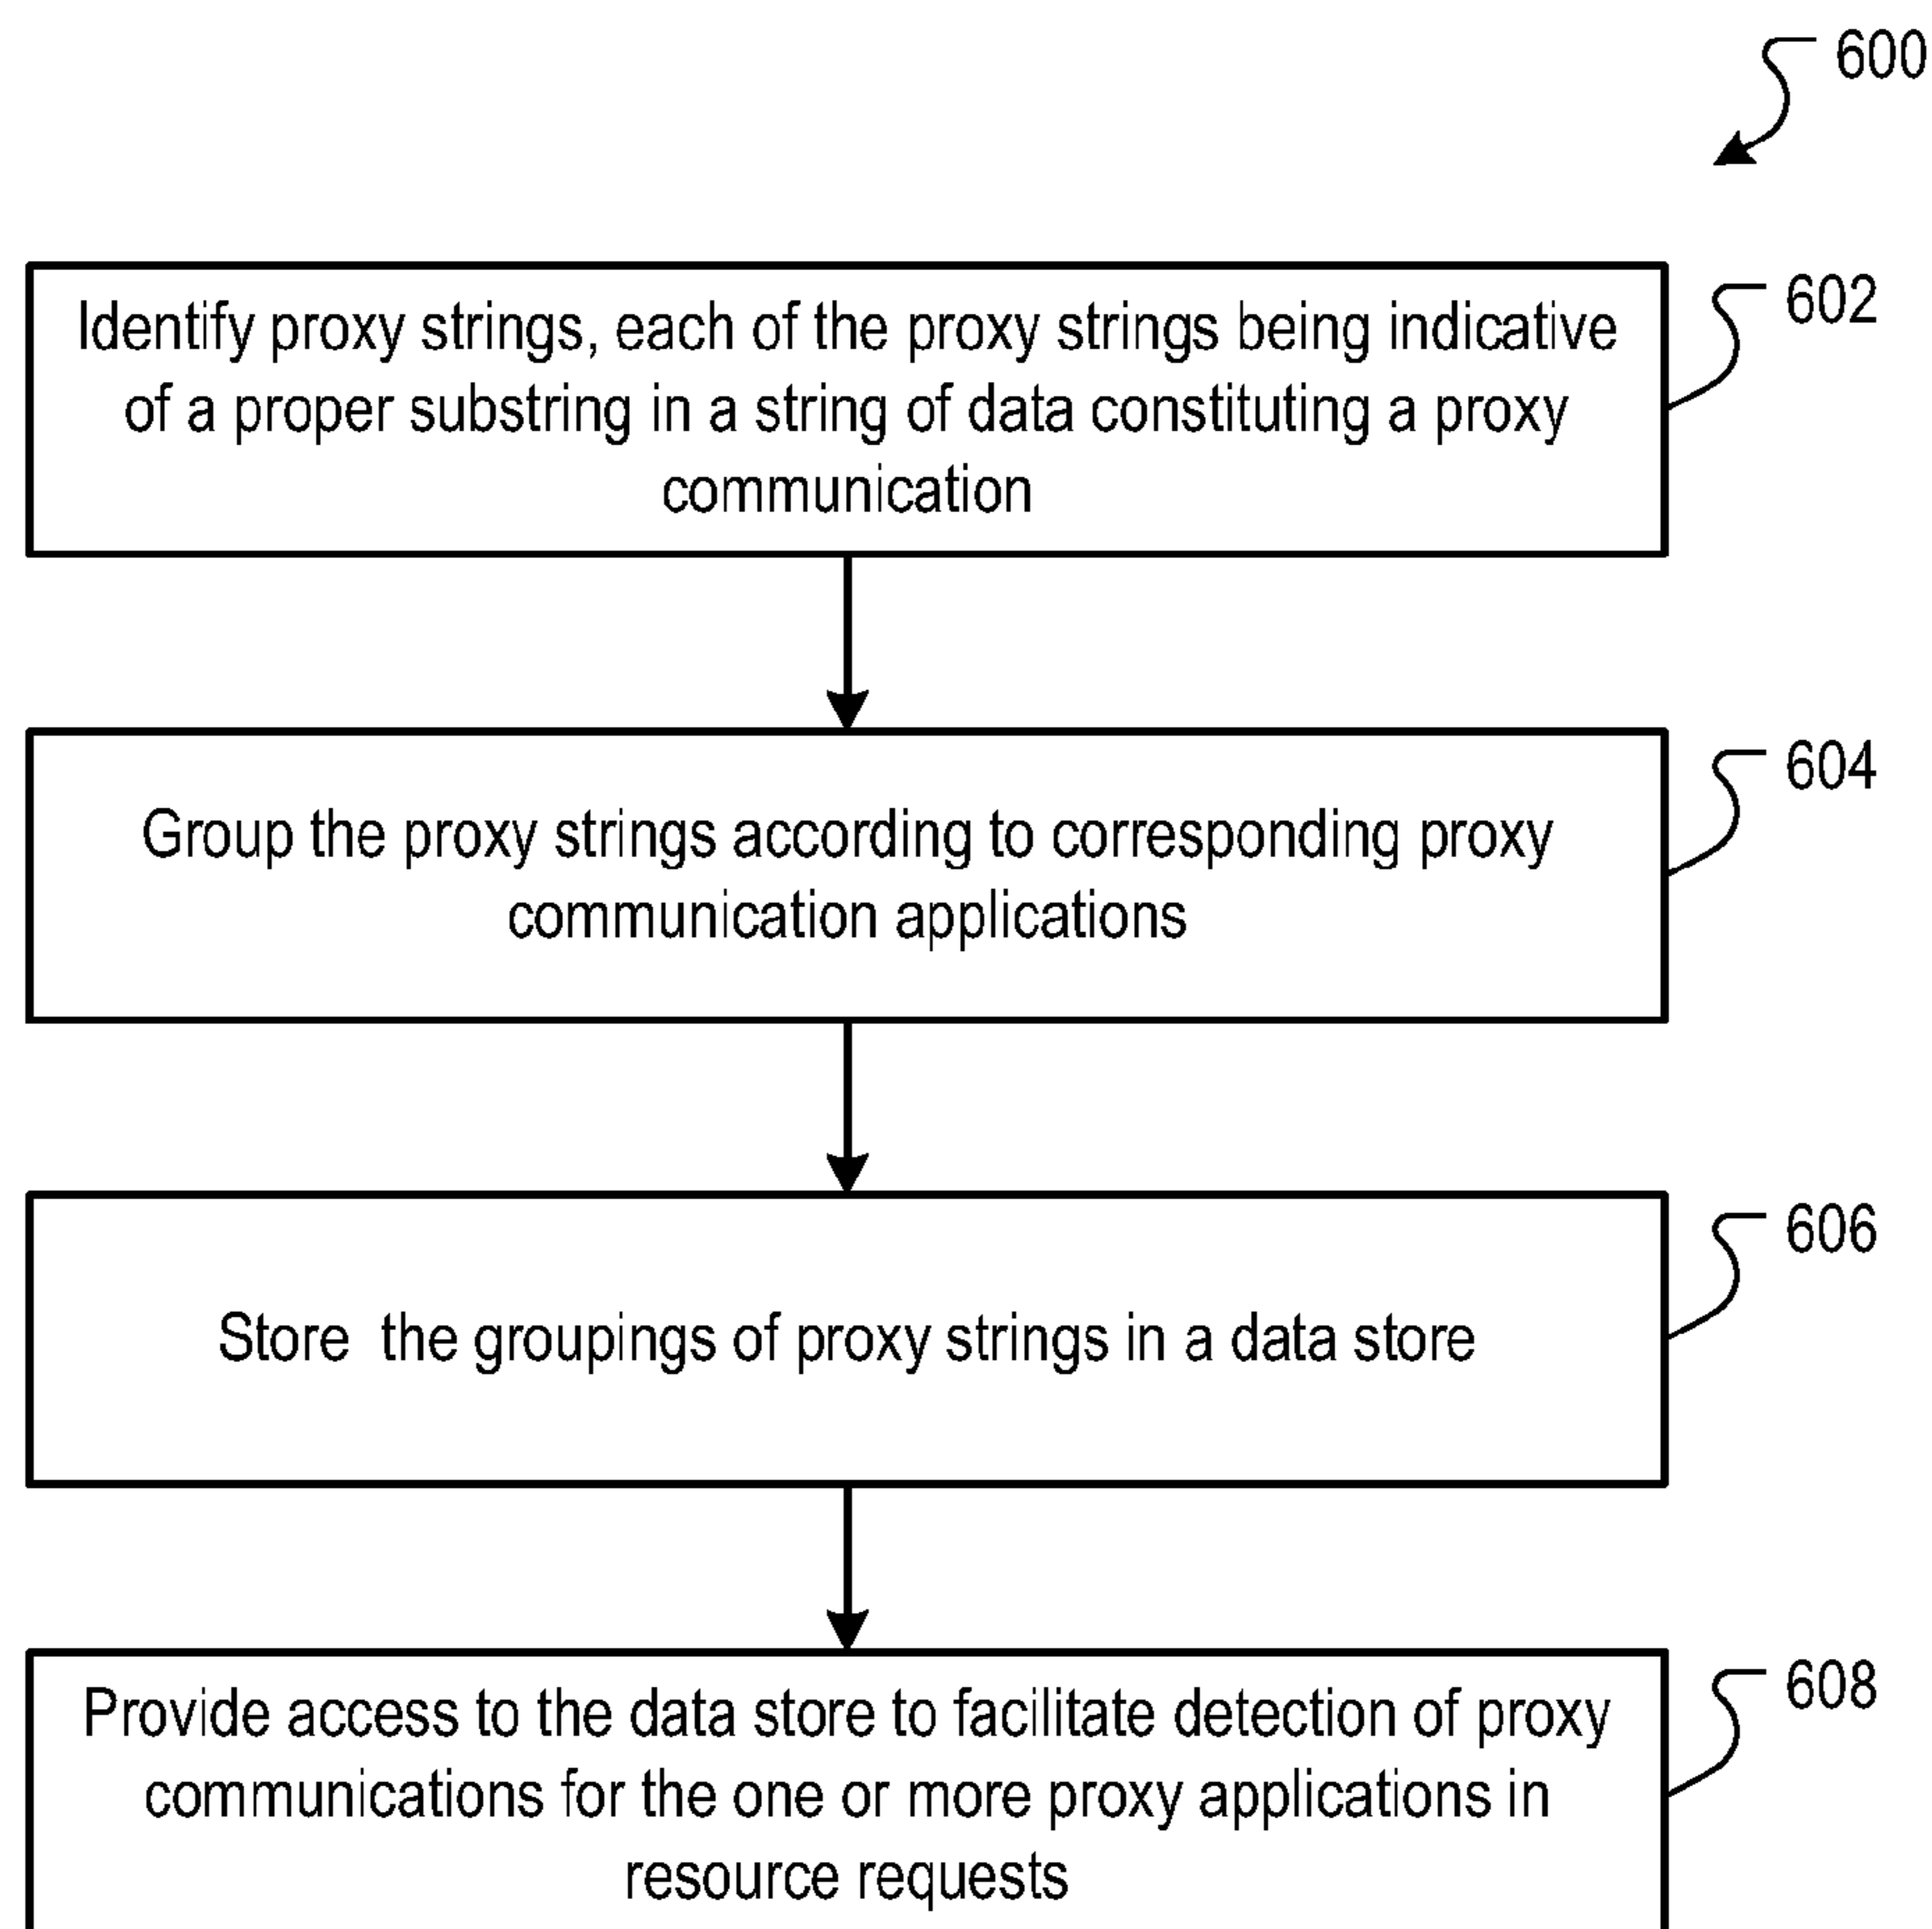 600
Identify proxy strings, each of the proxy strings being indicative
of a proper substring in a string of data constituting a proxy
communication
602
Group the proxy strings according to corresponding proxy
communication applications
604
Store  the groupings of proxy strings in a data store
606
Provide access to the data store to facilitate detection of proxy
communications for the one or more proxy applications in
resource requests
608